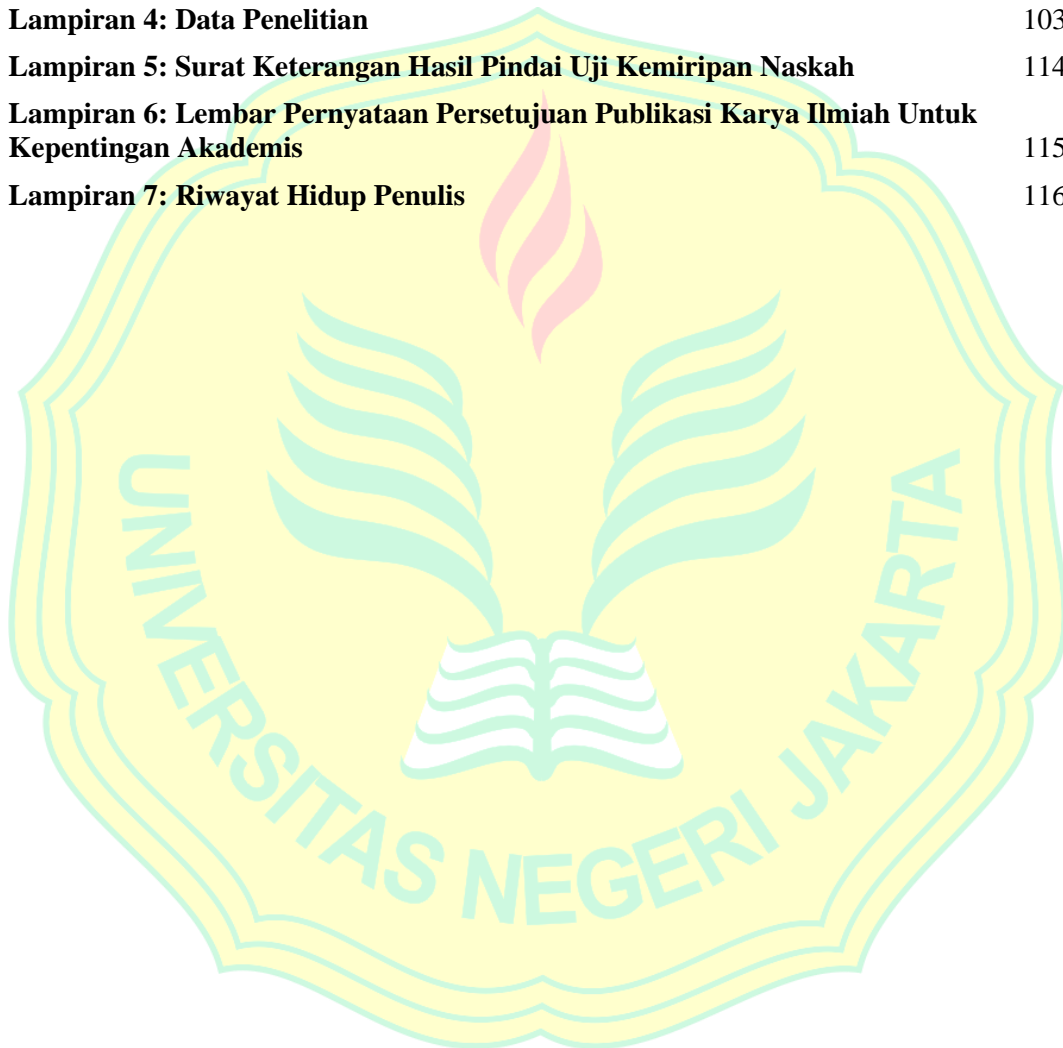 Lampiran 4: Data Penelitian 103
Lampiran 5: Surat Keterangan Hasil Pindai Uji Kemiripan Naskah 114
Lampiran 6: Lembar Pernyataan Persetujuan Publikasi Karya Ilmiah Untuk
Kepentingan Akademis 115
Lampiran 7: Riwayat Hidup Penulis 116
UNIVERSITAS NEGERI JAKARTA